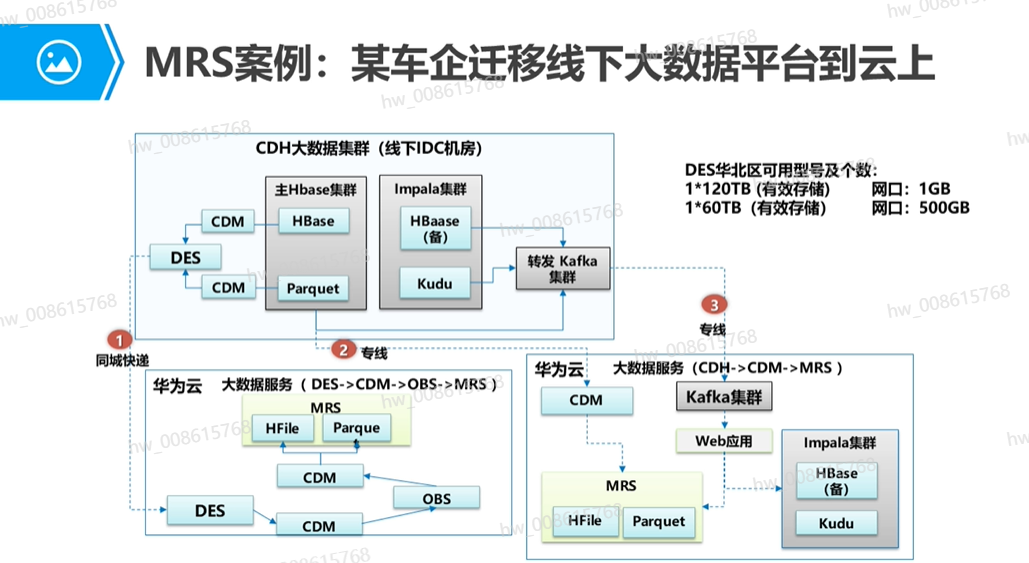 MRS案例：某车企迁移线下大数据平台到云上
CDH大数据集群（线下IDC机房）
主Hbase集群
HBase
Parquet
CDM
CDM
DES
Impala集群
HBaase
（备）
Kudu
转发 Kafka
集群
DES华北区可用型号及个数：
1*120TB (有效存储） 网口：1GB
1*60TB（有效存储） 网口：500GB
1
同城快递
2 专线
3
专线
华为云 大数据服务（ DES->CDM->OBS->MRS ）
MRS
HFile
Parque
CDM
OBS
DES
CDM
华为云 大数据服务（CDH->CDM->MRS ）
CDM
Kafka集群
Web应用
MRS
HFile
Parquet
Impala集群
HBase
（备）
Kudu
hw_008615768